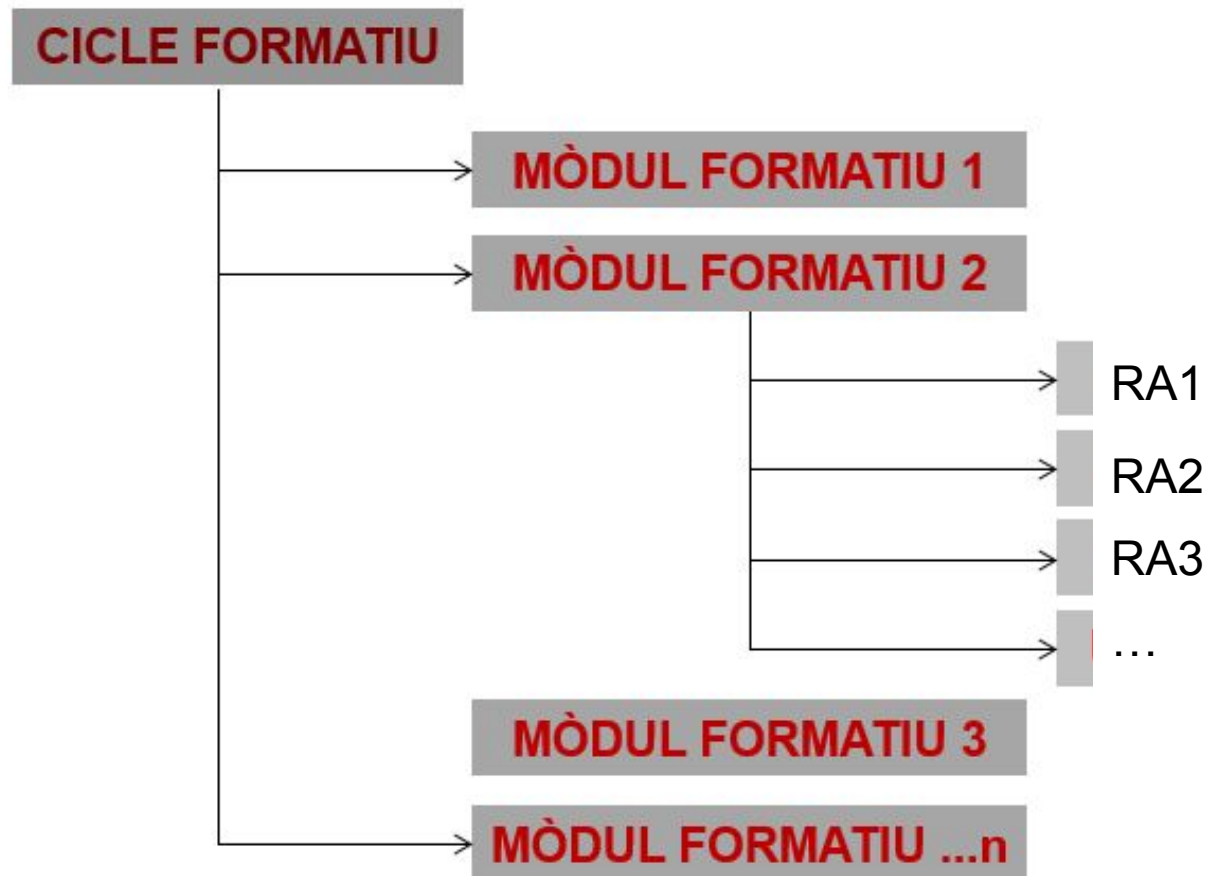 CICLE FORMATIU
MÒDUL FORMATIU 1
MÒDUL FORMATIU 2
RA1
RA2
RA3
…
MÒDUL FORMATIU 3
MÒDUL FORMATIU ...n